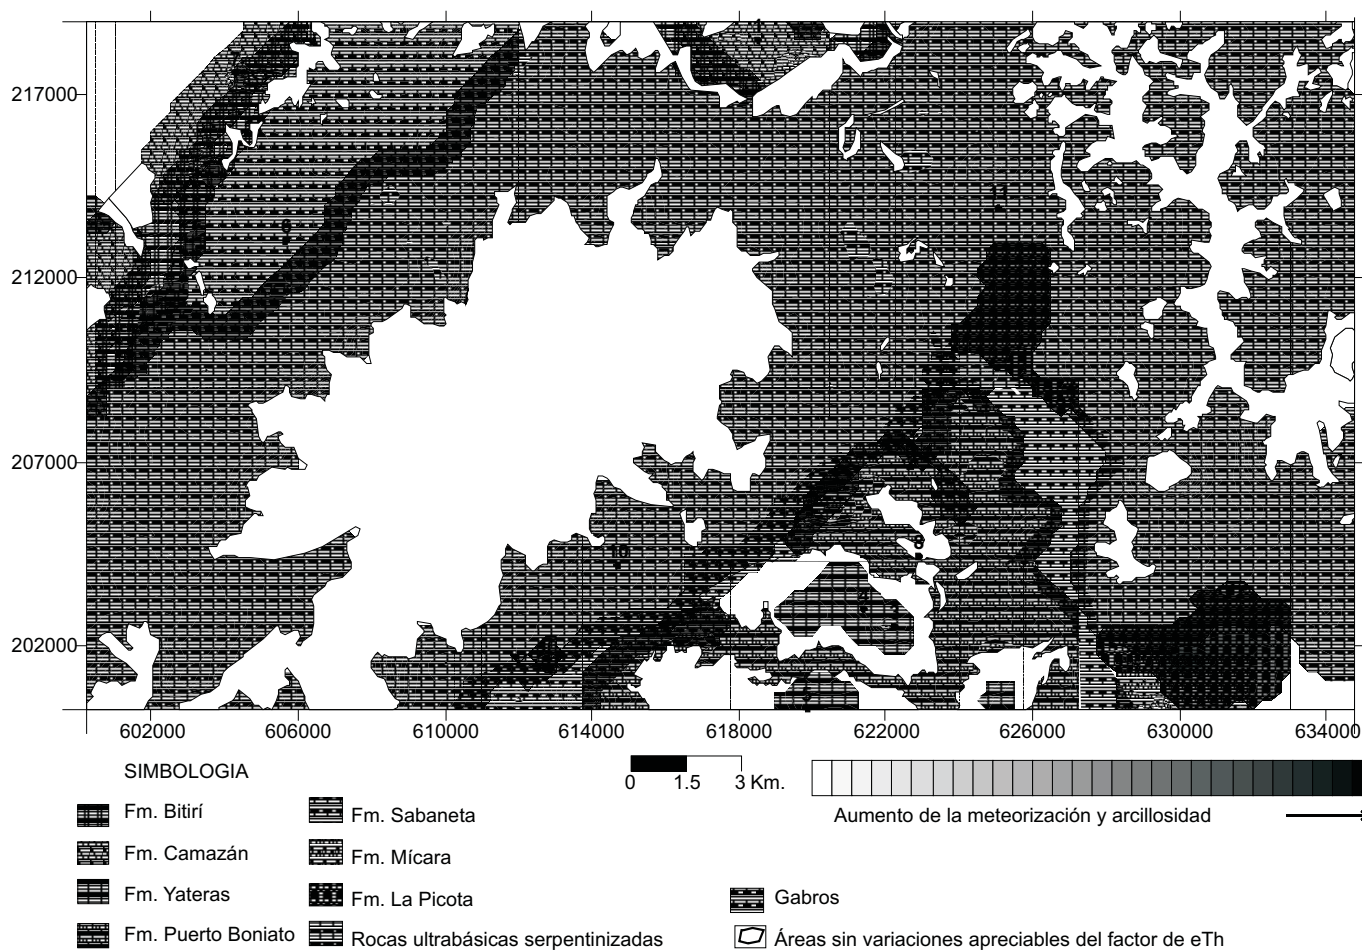 217000
212000
207000
202000
602000
606000
610000
614000
618000
622000
626000
630000
634000
SIMBOLOGIA
0 1.5 3 Km.
Aumento de la meteorización y arcillosidad
Fm. Bitirí
Fm. Camazán
Fm. Yateras
Fm. Puerto Boniato
Fm. Sabaneta
Fm. Mícara
Fm. La Picota
Rocas ultrabásicas serpentinizadas
Gabros
Áreas sin variaciones apreciables del factor de eTh